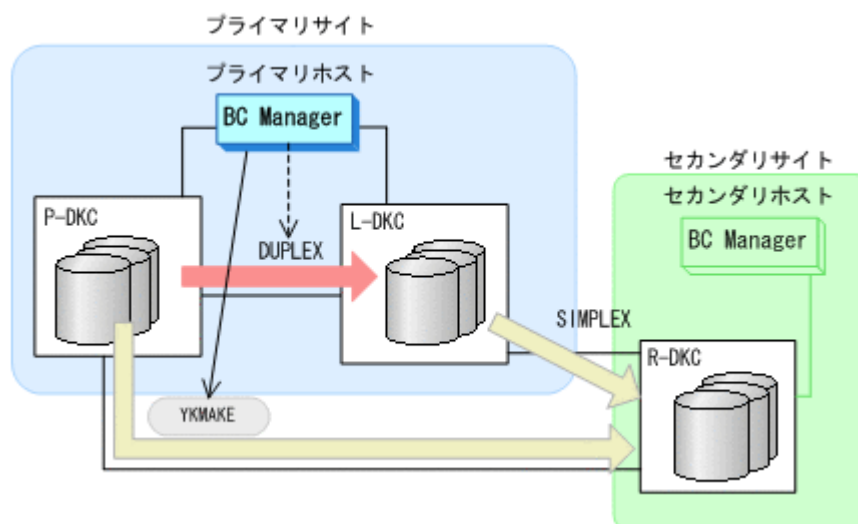 プライマリサイト
プライマリホスト
BC Manager
セカンダリサイト
セカンダリホスト
P-DKC
L-DKC
BC Manager
DUPLEX
SIMPLEX
R-DKC
YKMAKE